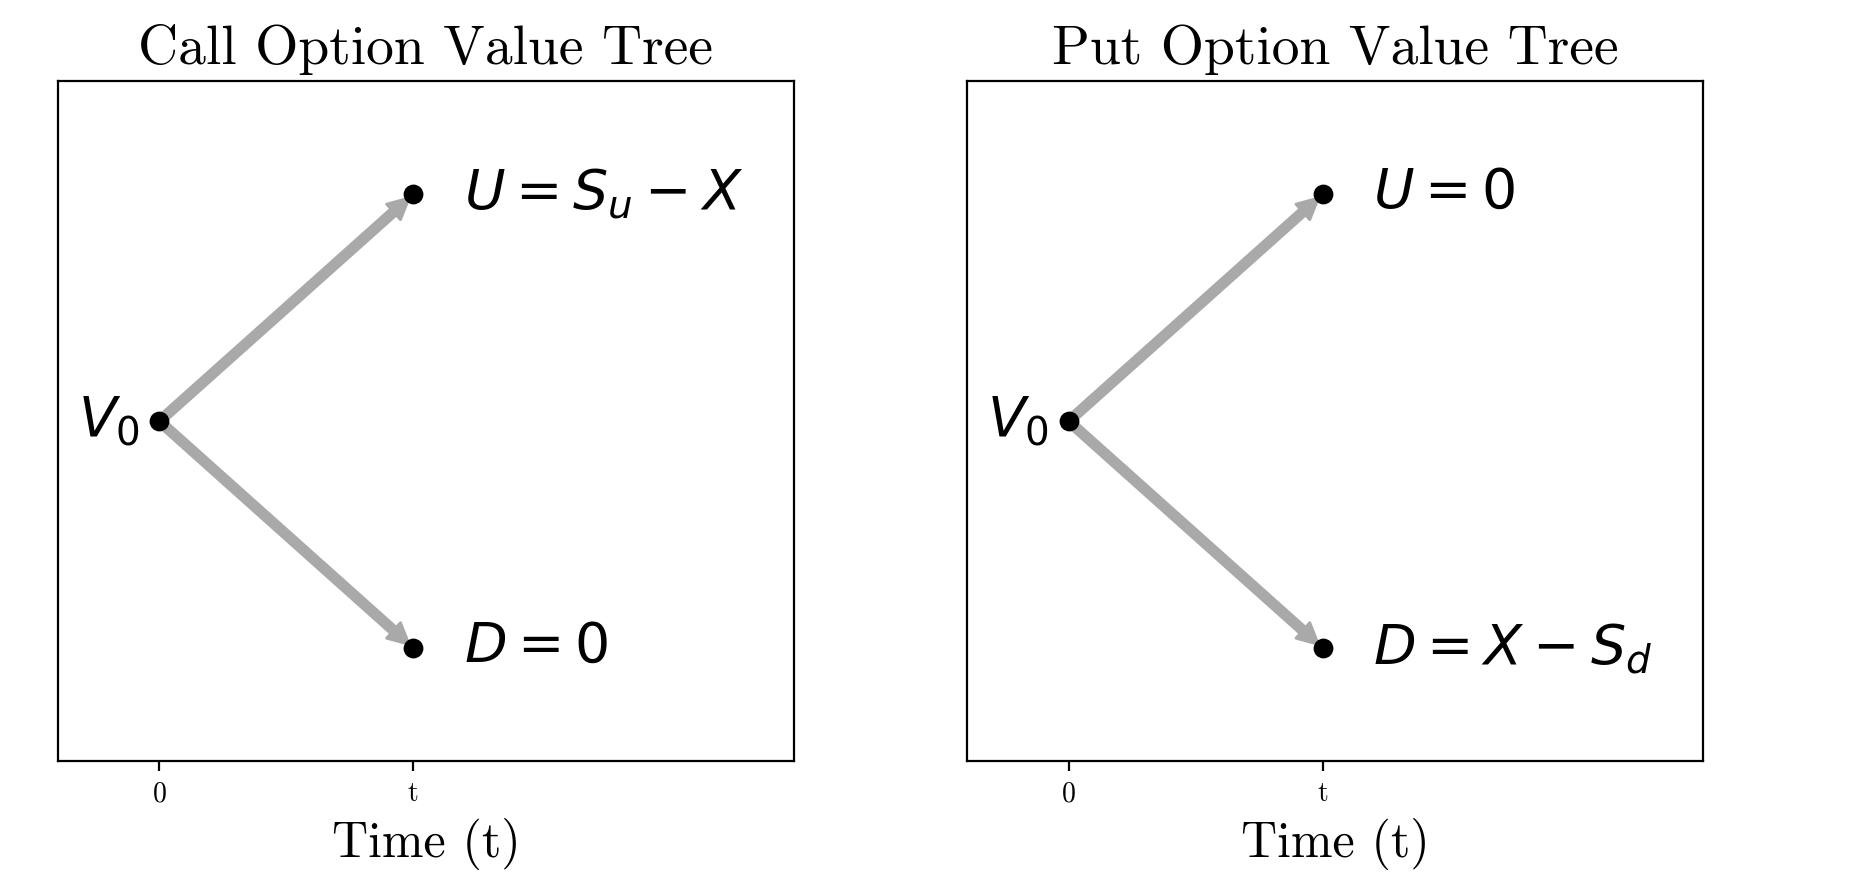 Call Option Value Tree
U = S_u − X
V_0
D = 0
0
t
Time (t)
Put Option Value Tree
U = 0
V_0
D = X − S_d
0
t
Time (t)